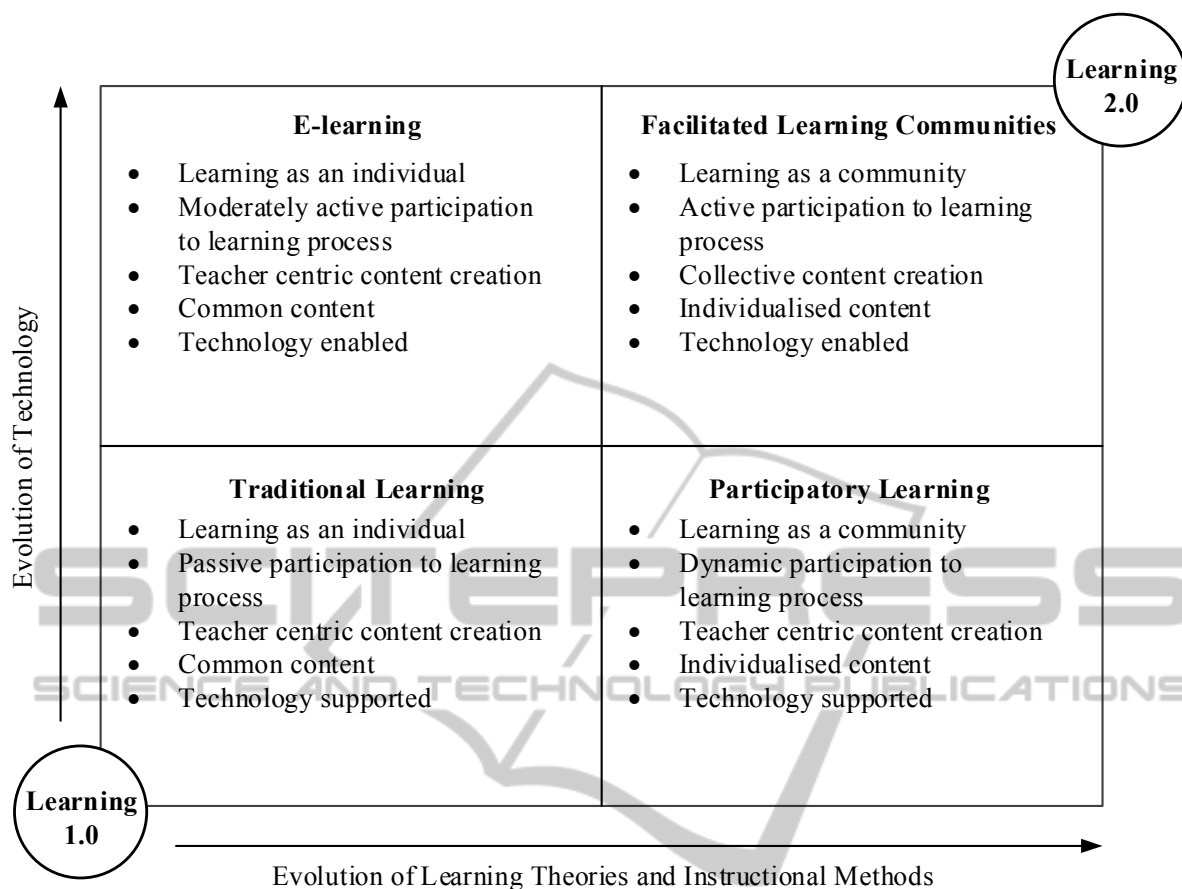 Learning
2.0
E-learning
• Learning as an individual
• Moderately active participation
to learning process
• Teacher centric content creation
• Common content
• Technology enabled
Facilitated Learning Communities
• Learning as a community
• Active participation to learning
process
• Collective content creation
• Individualised content
• Technology enabled
Evolution of Technology
Traditional Learning
• Learning as an individual
• Passive participation to learning
process
• Teacher centric content creation
• Common content
• Technology supported
Participatory Learning
• Learning as a community
• Dynamic participation to
learning process
• Teacher centric content creation
• Individualised content
• Technology supported
SCITEPRESS
SCIENCE AND TECHNOLOGY PUBLICATIONS
Learning
1.0
Evolution of Learning Theories and Instructional Methods